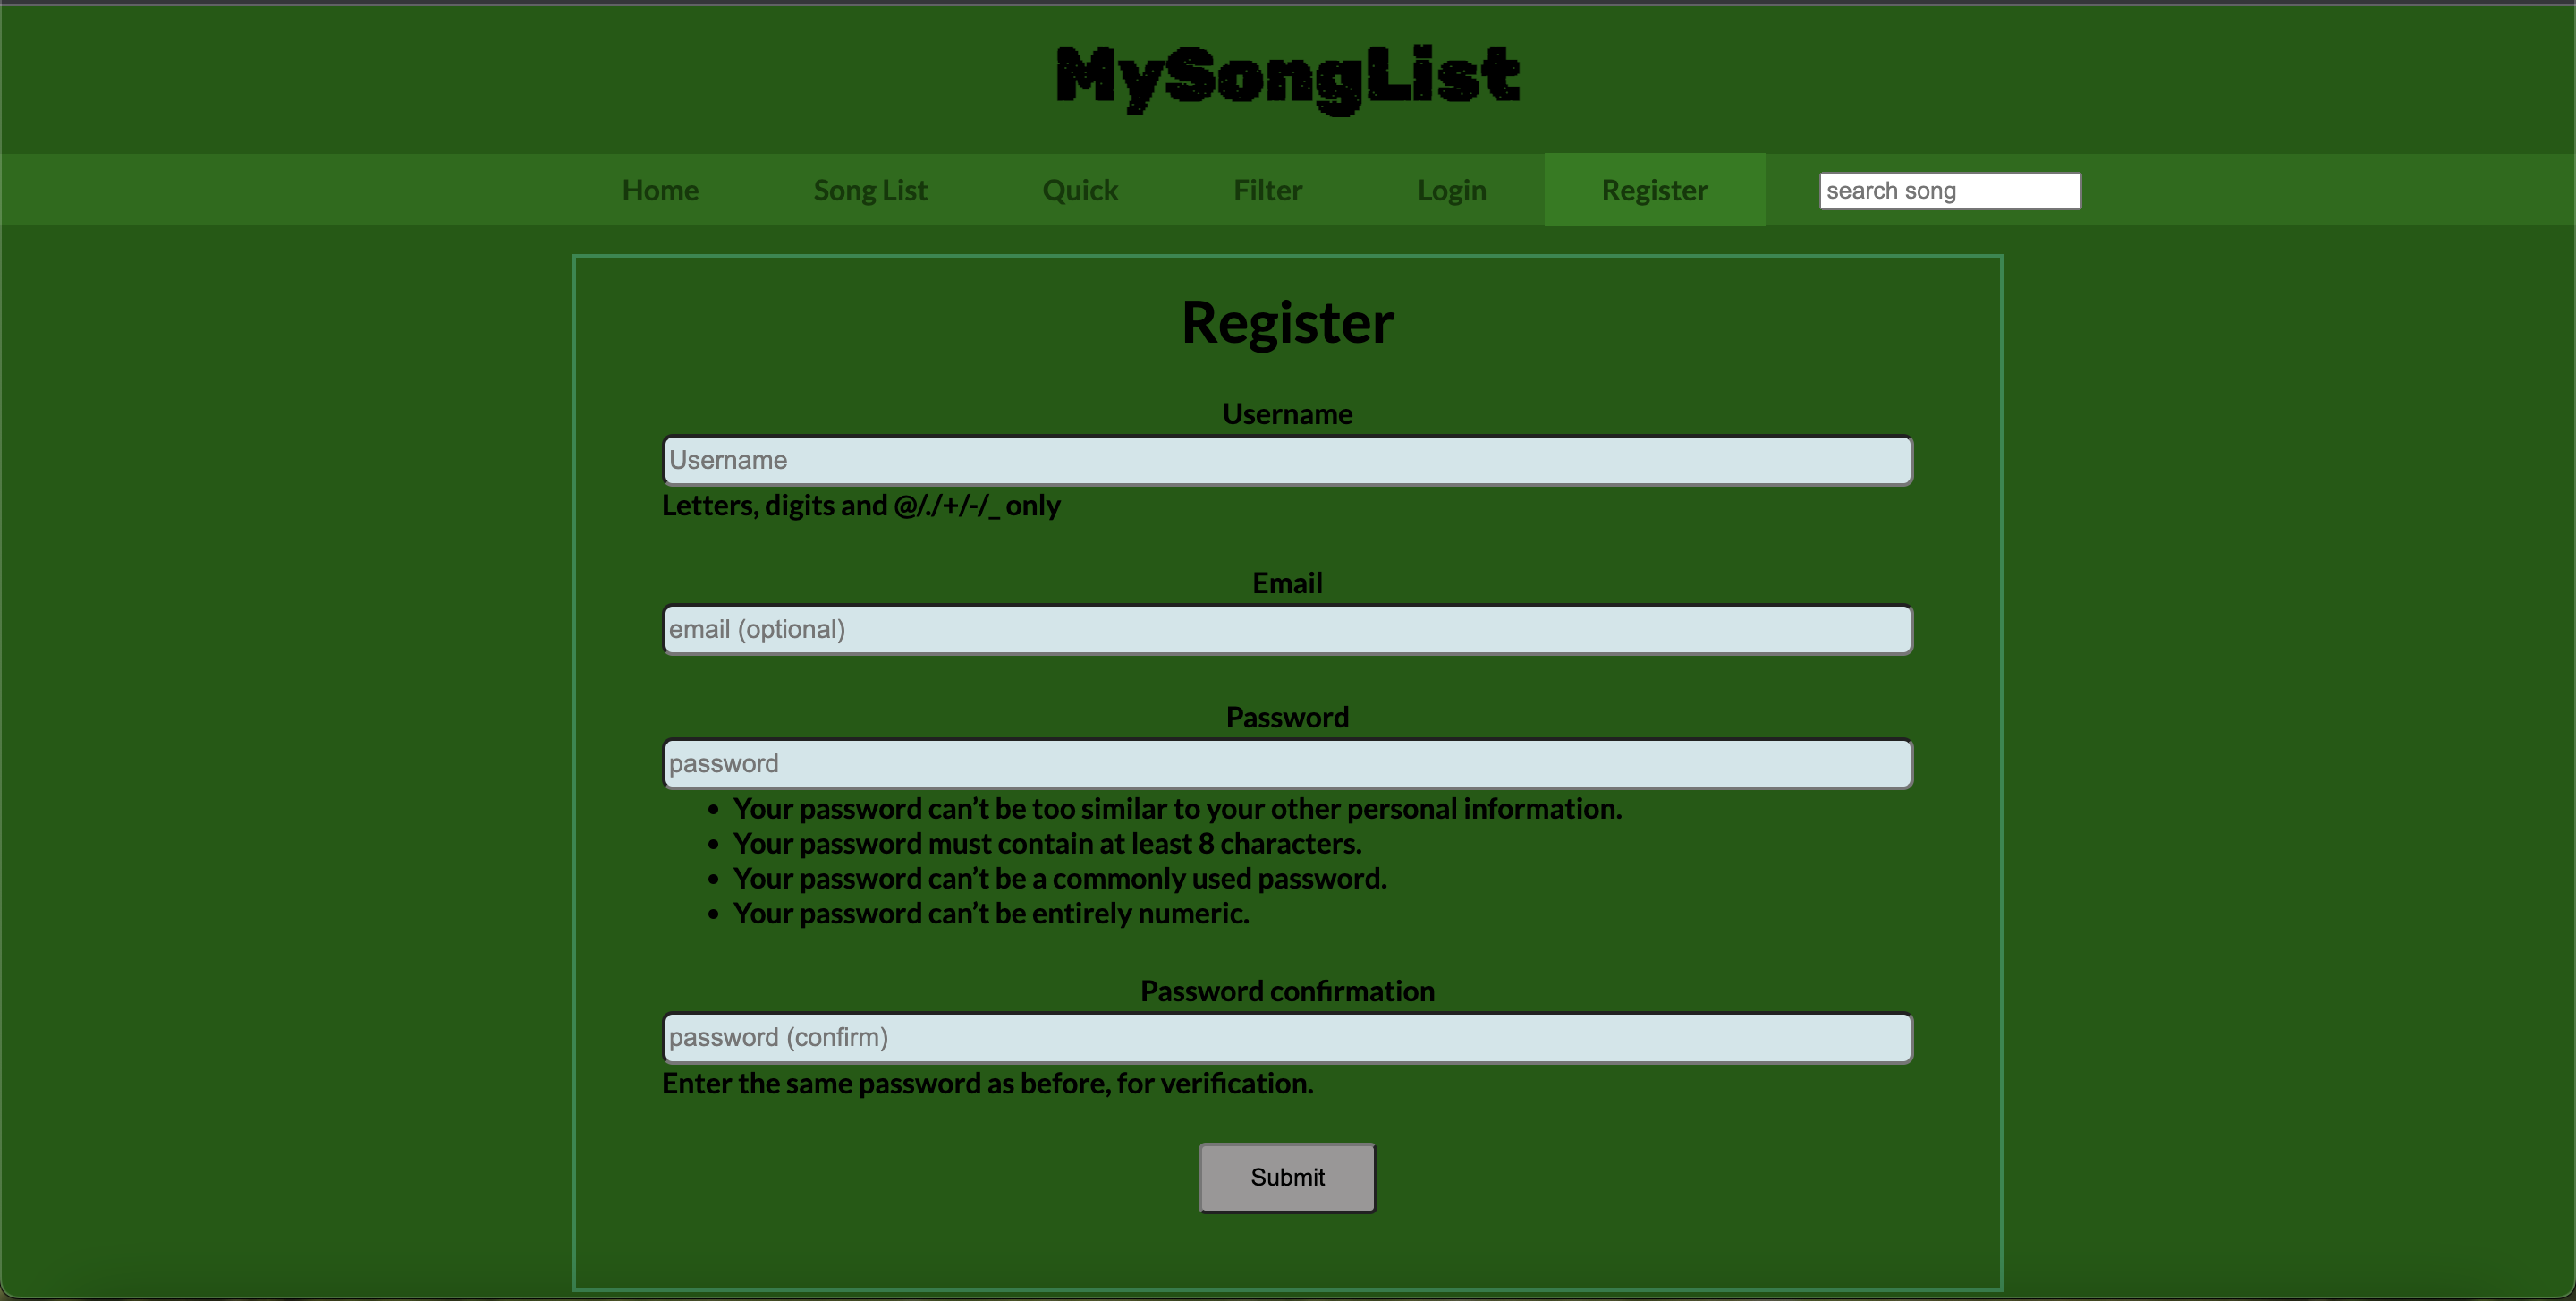 MySongList
Home Song List Quick Filter Login Register search song
Register
Username
Username
Letters, digits and @/./+/-/_ only
Email
email (optional)
Password
password
• Your password can’t be too similar to your other personal information.
• Your password must contain at least 8 characters.
• Your password can’t be a commonly used password.
• Your password can’t be entirely numeric.
Password confirmation
password (confirm)
Enter the same password as before, for verification.
Submit